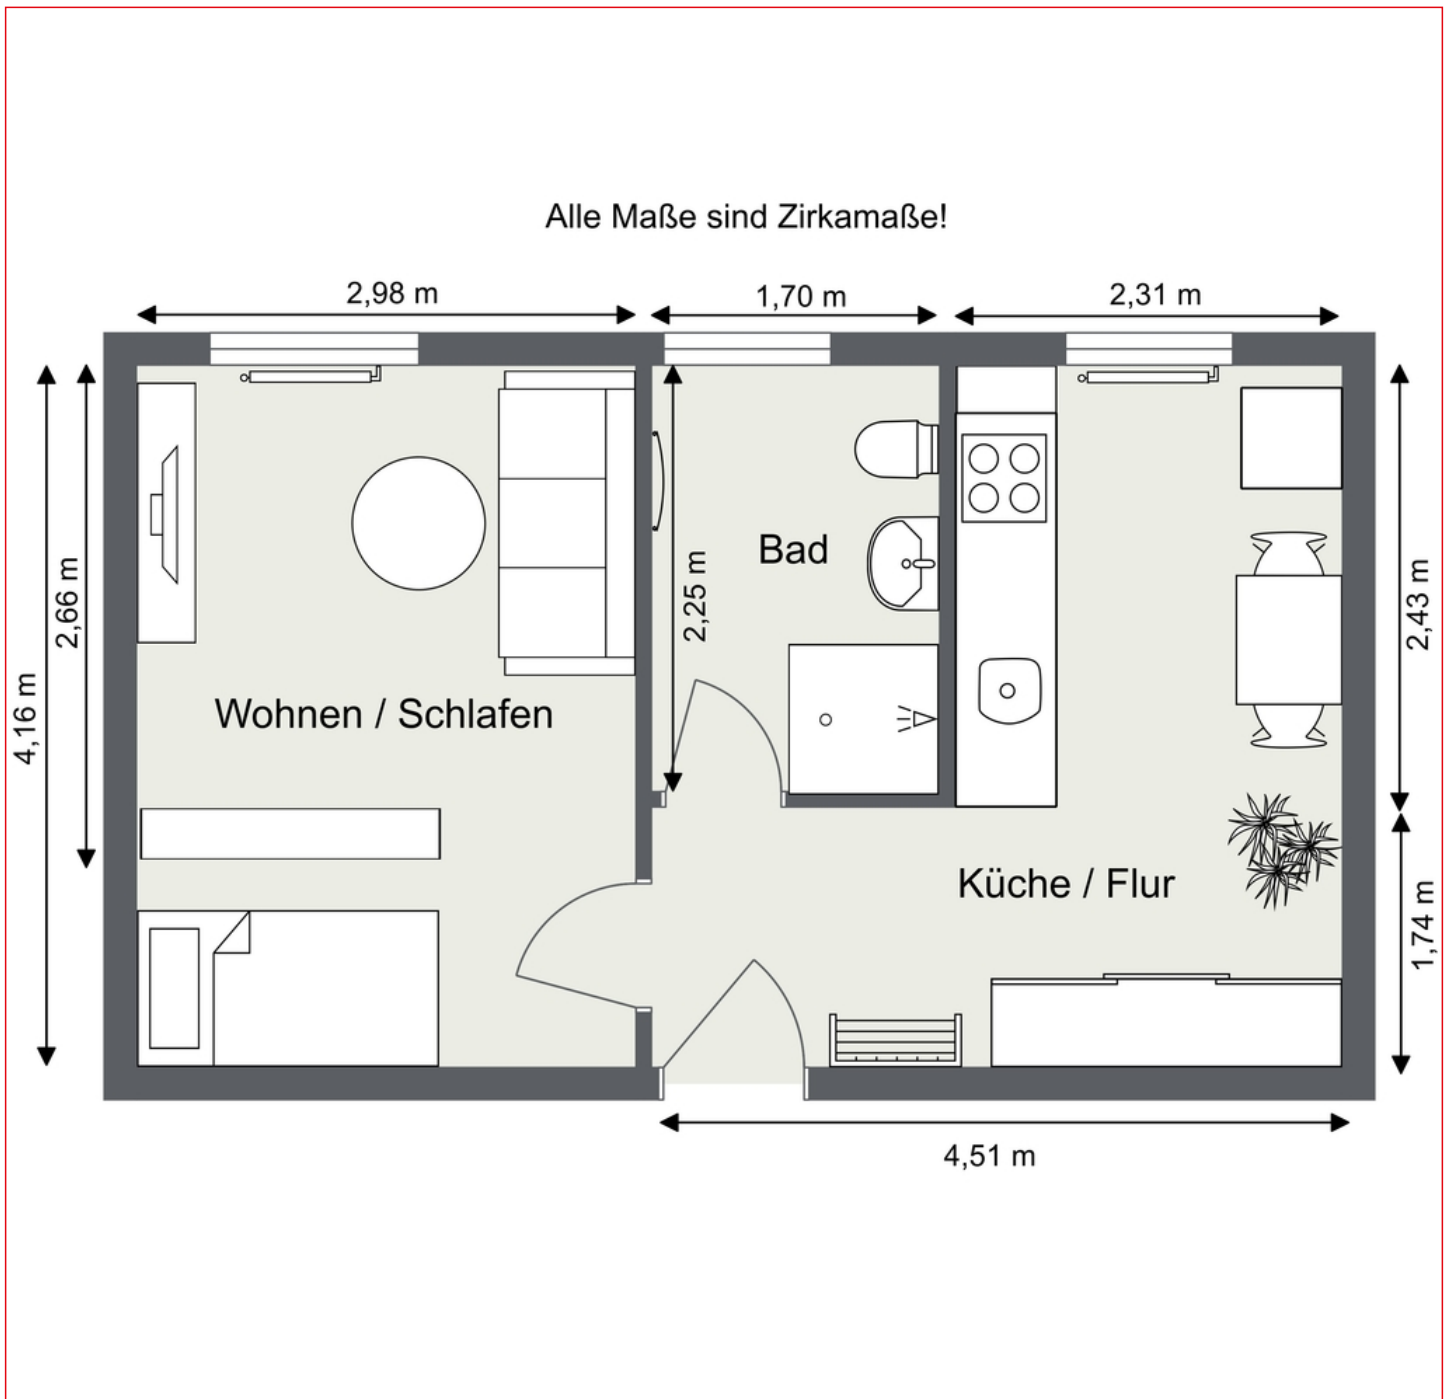 Alle Maße sind Zirkamaße!
2,98 m
1,70 m
2,31 m
4,16 m
2,66 m
2,25 m
2,43 m
Bad
Wohnen / Schlafen
Küche / Flur
1,74 m
4,51 m